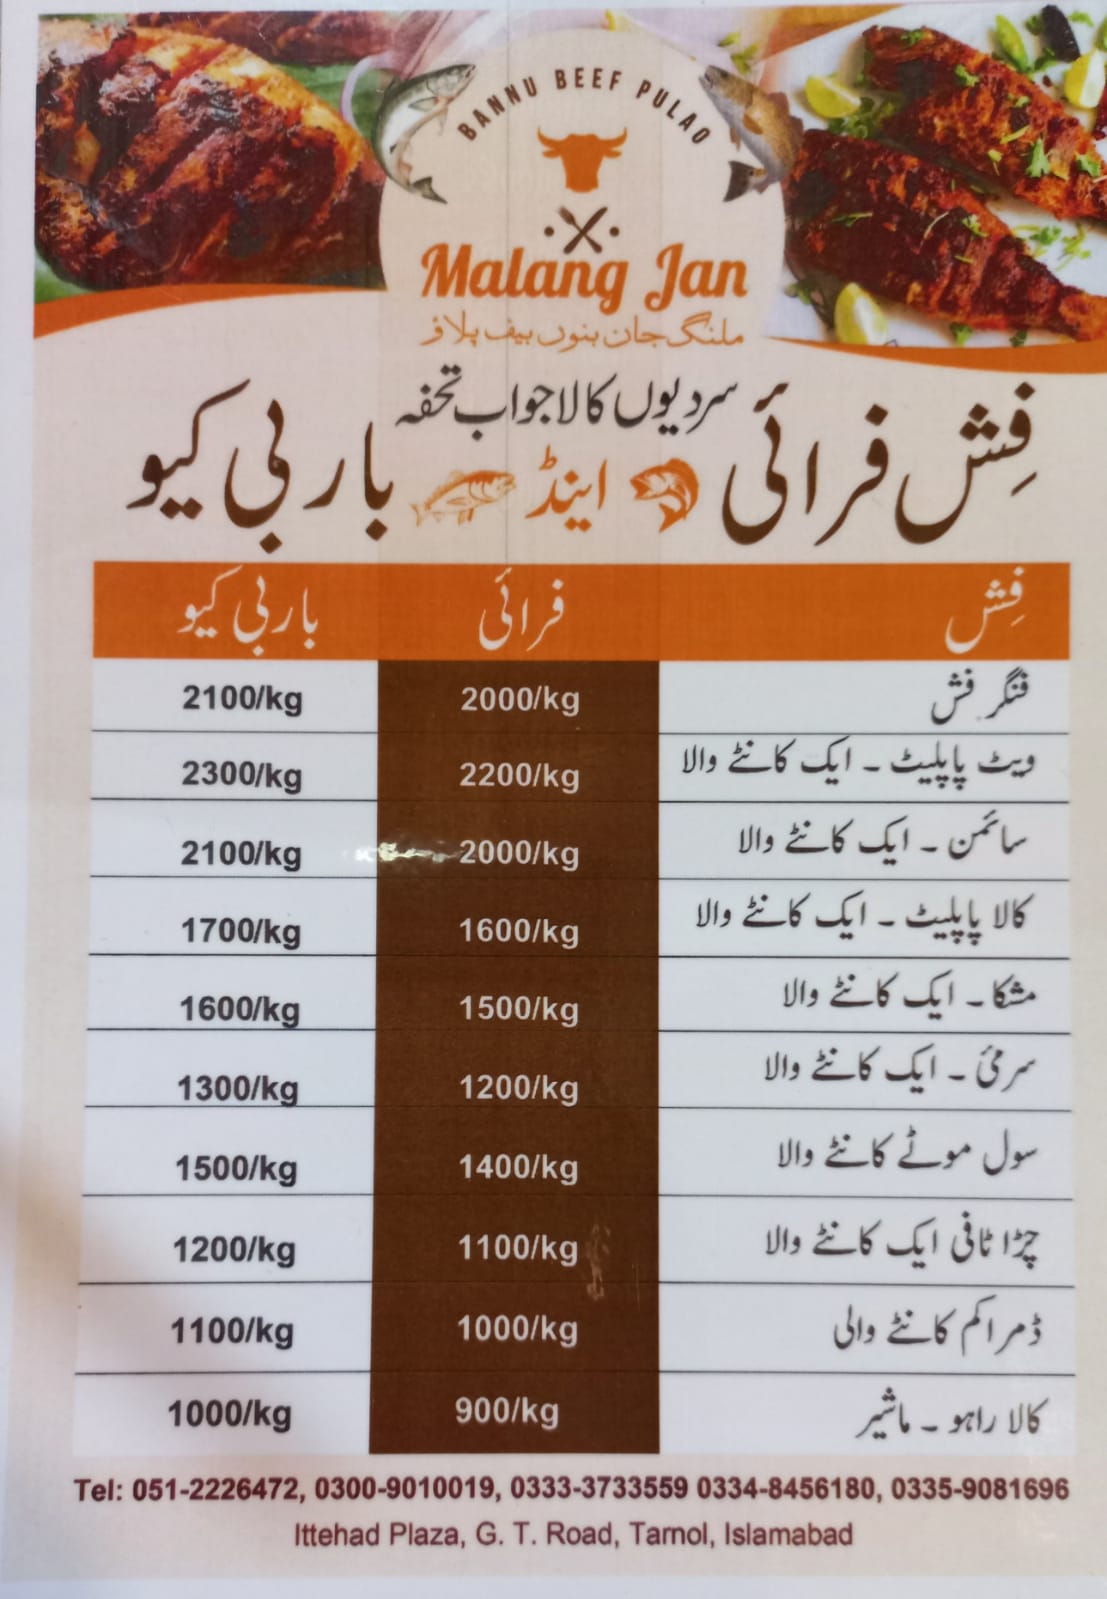 BANNU BEEF PULAO
Malang Jan
ملنگ جان بنوں بیف پلاؤ
سردیوں کا لاجواب تحفہ
فِش فرائی اینڈ باربی کیو
فِش فرائی باربی کیو
فنگر فش 2000/kg 2100/kg
ویٹ پاپلیٹ ۔ ایک کانٹے والا 2200/kg 2300/kg
سائمن ۔ ایک کانٹے والا 2000/kg 2100/kg
کالا پاپلیٹ ۔ ایک کانٹے والا 1600/kg 1700/kg
مشکا ۔ ایک کانٹے والا 1500/kg 1600/kg
سرمئ ۔ ایک کانٹے والا 1200/kg 1300/kg
سول موٹے کانٹے والا 1400/kg 1500/kg
چڑا ٹافی ایک کانٹے والا 1100/kg 1200/kg
ڈمرا کم کانٹے والی 1000/kg 1100/kg
کالا راہو ۔ ماشیر 900/kg 1000/kg
Tel: 051-2226472, 0300-9010019, 0333-3733559 0334-8456180, 0335-9081696
Ittehad Plaza, G. T. Road, Tarnol, Islamabad